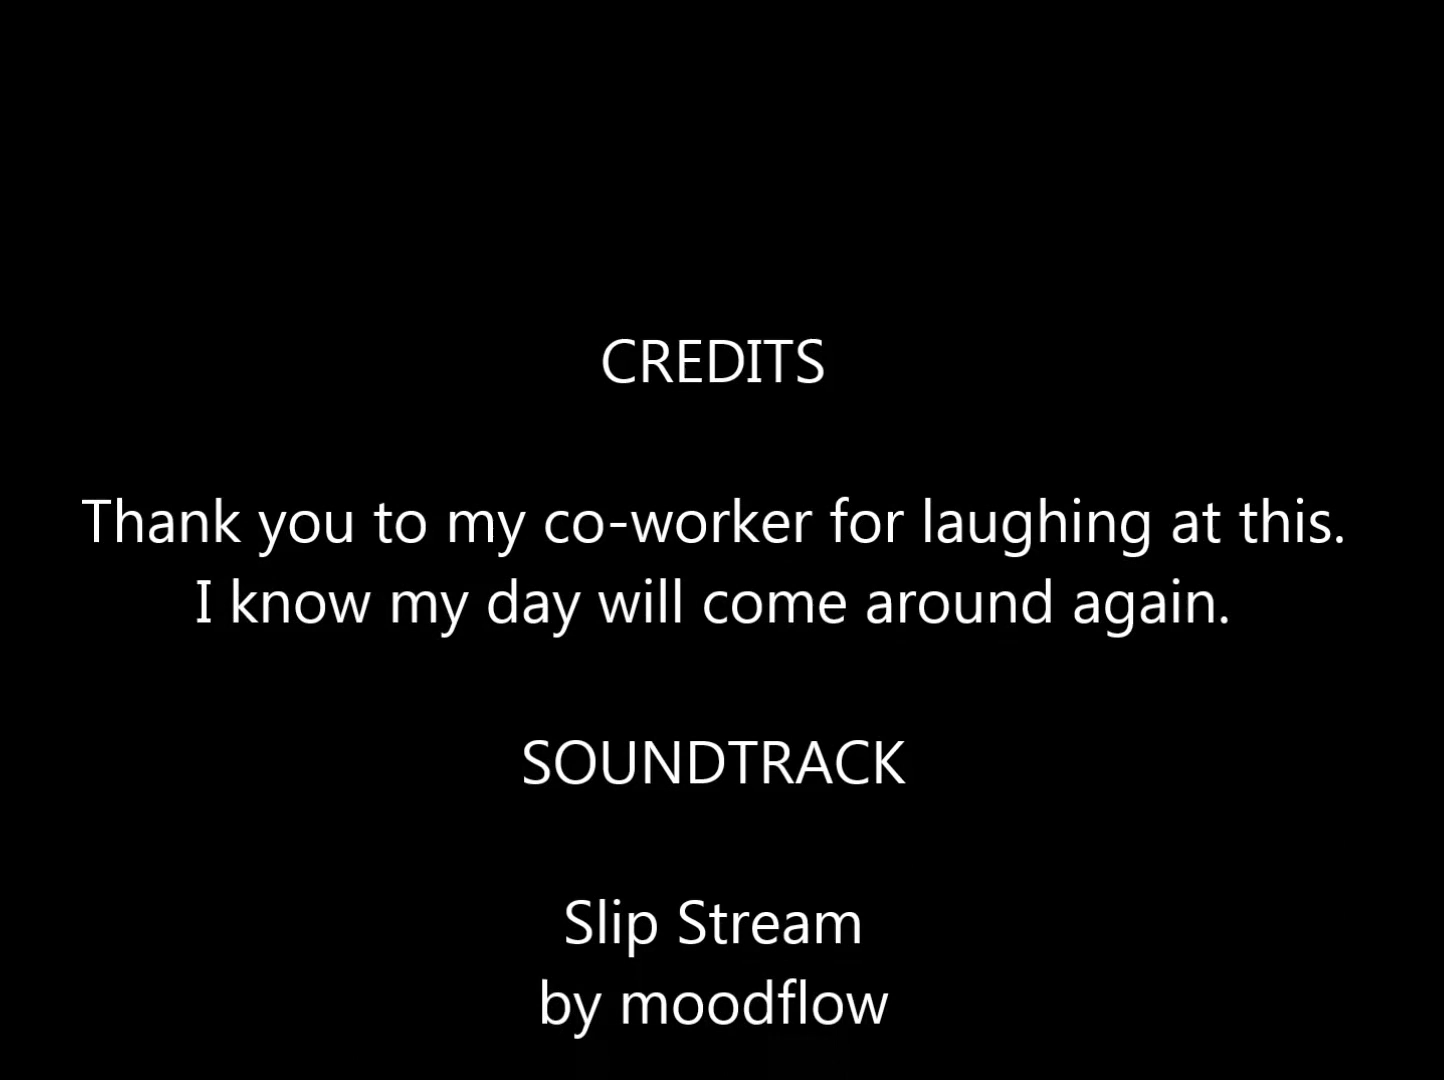 CREDITS
Thank you to my co-worker for laughing at this.
I know my day will come around again.
SOUNDTRACK
Slip Stream
by moodflow